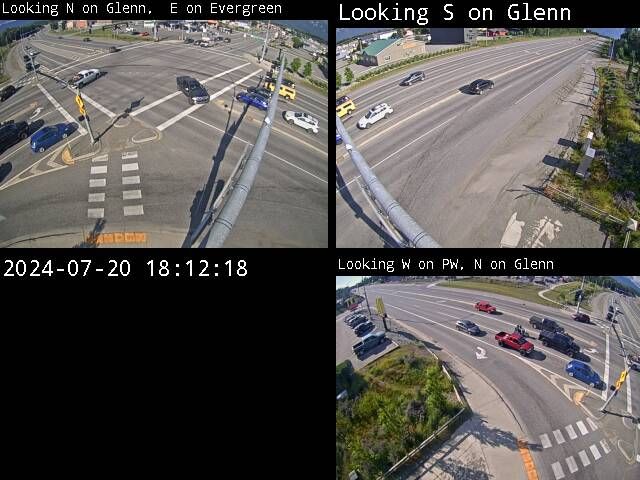 Looking N on Glenn,  E on Evergreen
Looking S on Glenn
2024-07-20 18:12:18
Looking W on PW, N on Glenn